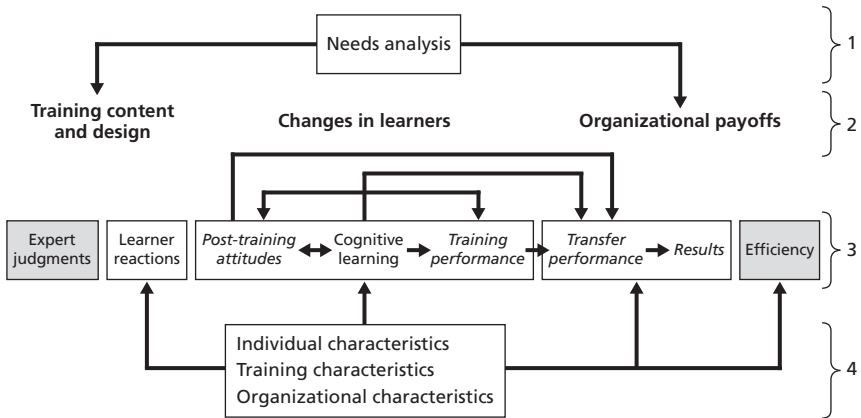 Needs analysis
1
Training content
and design
Changes in learners
Organizational payoffs
2
Expert
judgments
Learner
reactions
Post-training
attitudes
Cognitive
learning
Training
performance
Transfer
performance
Results
Efficiency
3
Individual characteristics
Training characteristics
Organizational characteristics
4